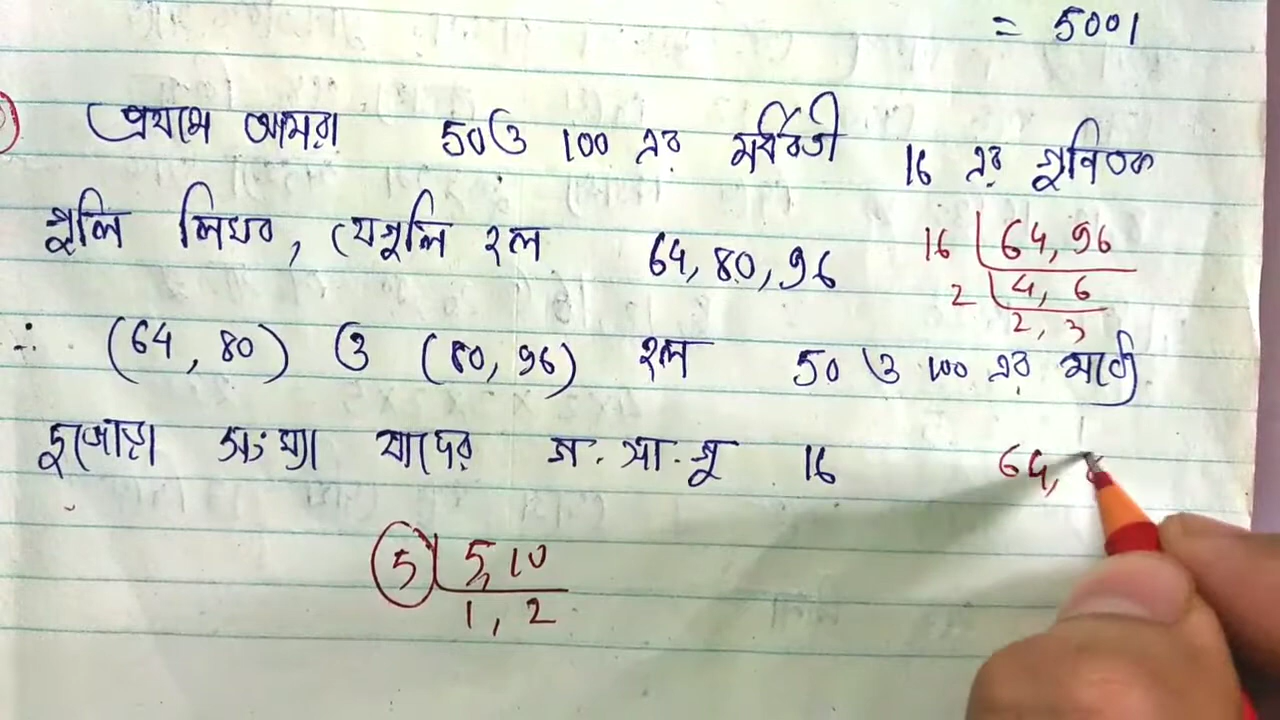 = 500।
প্রথমে আমরা 50 ও 100 এর মধ্যবর্তী 16 এর গুনিতক
গুলি লিখব, যেগুলি হল 64, 80, 96
16 | 64, 96
2 | 4, 6
2, 3
∴ (64, 80) ও (80, 96) হল 50 ও 100 এর মধ্যে
দুজোড়া সংখ্যা যাদের গ.সা.গু 16
64,
5 | 5, 10
1, 2